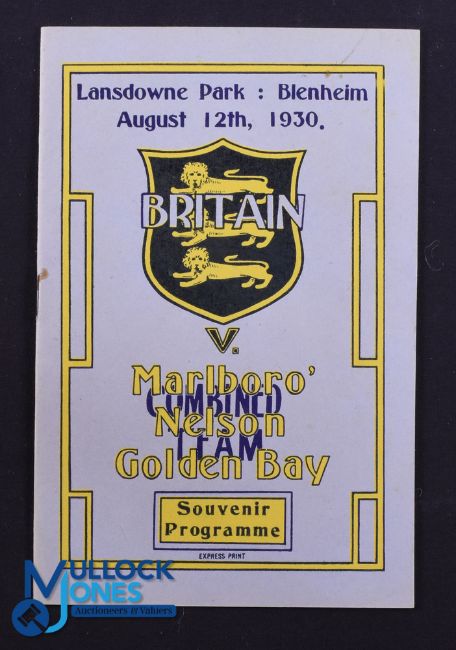 Lansdowne Park : Blenheim
August 12th, 1930.
BRITAIN
V.
Marlboro'
COMBINED
Nelson
TEAM
Golden Bay
Souvenir
Programme
EXPRESS PRINT
MULLOCK
JONES
Auctioneers & Valuers